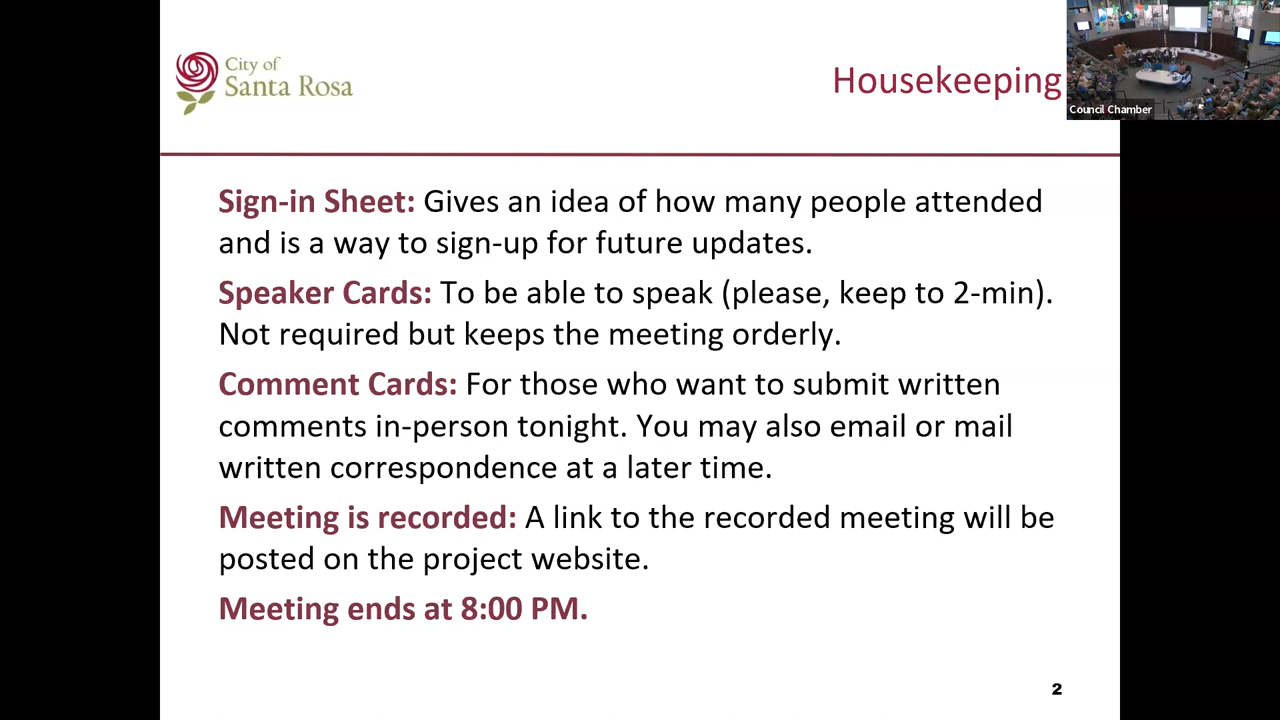 City of
Santa Rosa
Housekeeping
Council Chamber
Sign-in Sheet: Gives an idea of how many people attended
and is a way to sign-up for future updates.
Speaker Cards: To be able to speak (please, keep to 2-min).
Not required but keeps the meeting orderly.
Comment Cards: For those who want to submit written
comments in-person tonight. You may also email or mail
written correspondence at a later time.
Meeting is recorded: A link to the recorded meeting will be
posted on the project website.
Meeting ends at 8:00 PM.
2